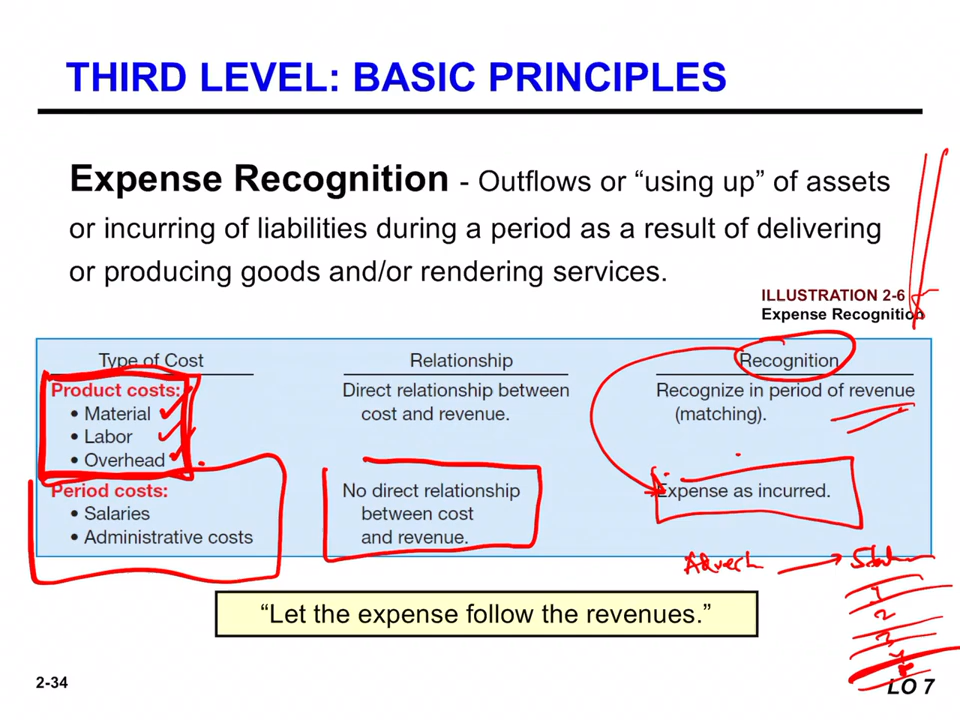 THIRD LEVEL: BASIC PRINCIPLES
Expense Recognition - Outflows or “using up” of assets
or incurring of liabilities during a period as a result of delivering
or producing goods and/or rendering services.
ILLUSTRATION 2-6
Expense Recognition
Type of Cost Relationship Recognition
Product costs: Direct relationship between Recognize in period of revenue
• Material cost and revenue. (matching).
• Labor
• Overhead
Period costs: No direct relationship Expense as incurred.
• Salaries between cost
• Administrative costs and revenue.
1
2
3
4
“Let the expense follow the revenues.”
2-34
LO 7